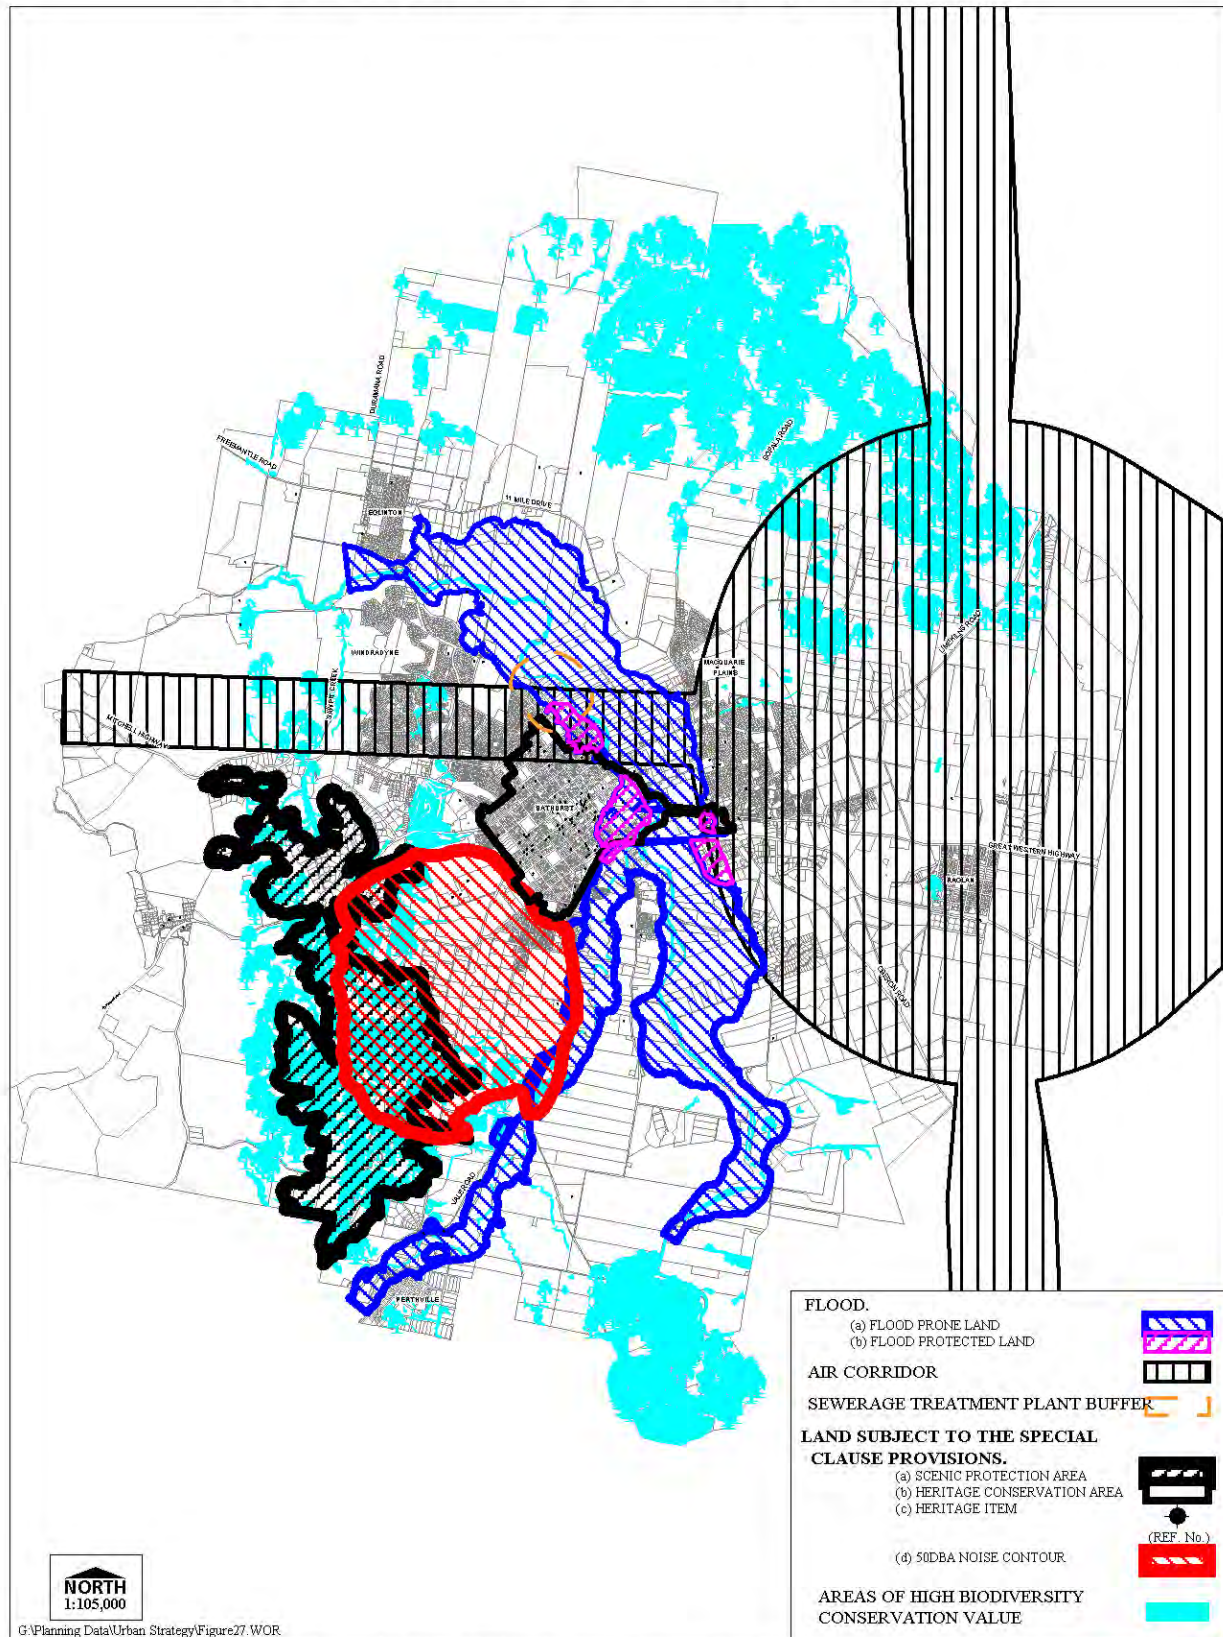 DURAMANA ROAD
FREEMANTLE ROAD
EGLINTON
11 MILE DRIVE
GOPALA ROAD
LIMEKILNS ROAD
WINDRADYNE
MACQUARIE
PLAINS
MITCHELL HIGHWAY
BATHURST
GREAT WESTERN HIGHWAY
RAGLAN
VALE ROAD
PERTHVILLE
FLOOD.
(a) FLOOD PRONE LAND
(b) FLOOD PROTECTED LAND
AIR CORRIDOR
SEWERAGE TREATMENT PLANT BUFFER
LAND SUBJECT TO THE SPECIAL
CLAUSE PROVISIONS.
(a) SCENIC PROTECTION AREA
(b) HERITAGE CONSERVATION AREA
(c) HERITAGE ITEM
(REF. No.)
(d) 50DBA NOISE CONTOUR
AREAS OF HIGH BIODIVERSITY
CONSERVATION VALUE
NORTH
1:105,000
G:\Planning Data\Urban Strategy\Figure27.WOR